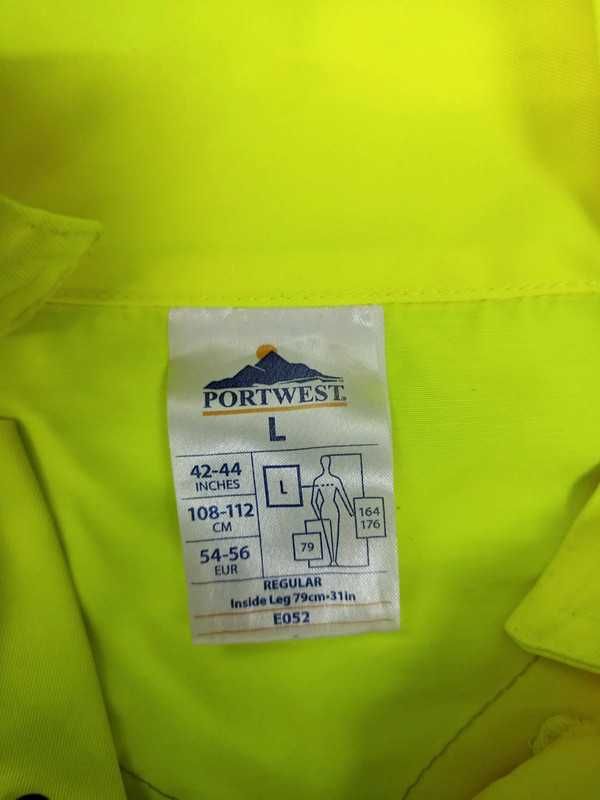 PORTWEST
L
42-44
INCHES
108-112
CM
54-56
EUR
L
164
176
79
REGULAR
Inside Leg 79cm•31in
E052